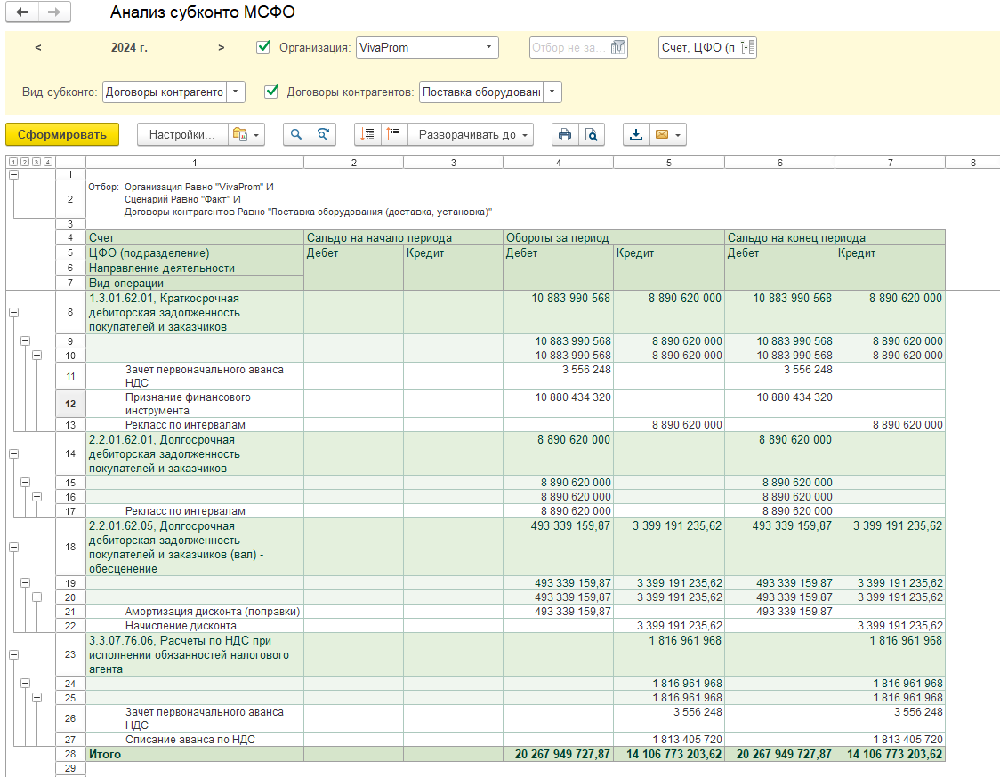 Анализ субконто МСФО
< 2024 г. > Организация: VivaProm Отбор не за... Счет, ЦФО (п
Вид субконто: Договоры контрагенто Договоры контрагентов: Поставка оборудовани
Сформировать Настройки... Разворачивать до
1 2 3 4 1 2 3 4 5 6 7 8
1
2 Отбор: Организация Равно "VivaProm" И
Сценарий Равно "Факт" И
Договоры контрагентов Равно "Поставка оборудования (доставка, установка)"
3
4 Счет Сальдо на начало периода Обороты за период Сальдо на конец периода
5 ЦФО (подразделение) Дебет Кредит Дебет Кредит Дебет Кредит
6 Направление деятельности
7 Вид операции
8 1.3.01.62.01, Краткосрочная дебиторская задолженность покупателей и заказчиков 10 883 990 568 8 890 620 000 10 883 990 568 8 890 620 000
9 10 883 990 568 8 890 620 000 10 883 990 568 8 890 620 000
10 10 883 990 568 8 890 620 000 10 883 990 568 8 890 620 000
11 Зачет первоначального аванса НДС 3 556 248 3 556 248
12 Признание финансового инструмента 10 880 434 320 10 880 434 320
13 Рекласс по интервалам 8 890 620 000 8 890 620 000
14 2.2.01.62.01, Долгосрочная дебиторская задолженность покупателей и заказчиков 8 890 620 000 8 890 620 000
15 8 890 620 000 8 890 620 000
16 8 890 620 000 8 890 620 000
17 Рекласс по интервалам 8 890 620 000 8 890 620 000
18 2.2.01.62.05, Долгосрочная дебиторская задолженность покупателей и заказчиков (вал) - обесценение 493 339 159,87 3 399 191 235,62 493 339 159,87 3 399 191 235,62
19 493 339 159,87 3 399 191 235,62 493 339 159,87 3 399 191 235,62
20 493 339 159,87 3 399 191 235,62 493 339 159,87 3 399 191 235,62
21 Амортизация дисконта (поправки) 493 339 159,87 493 339 159,87
22 Начисление дисконта 3 399 191 235,62 3 399 191 235,62
23 3.3.07.76.06, Расчеты по НДС при исполнении обязанностей налогового агента 1 816 961 968 1 816 961 968
24 1 816 961 968 1 816 961 968
25 1 816 961 968 1 816 961 968
26 Зачет первоначального аванса НДС 3 556 248 3 556 248
27 Списание аванса по НДС 1 813 405 720 1 813 405 720
28 Итого 20 267 949 727,87 14 106 773 203,62 20 267 949 727,87 14 106 773 203,62
29